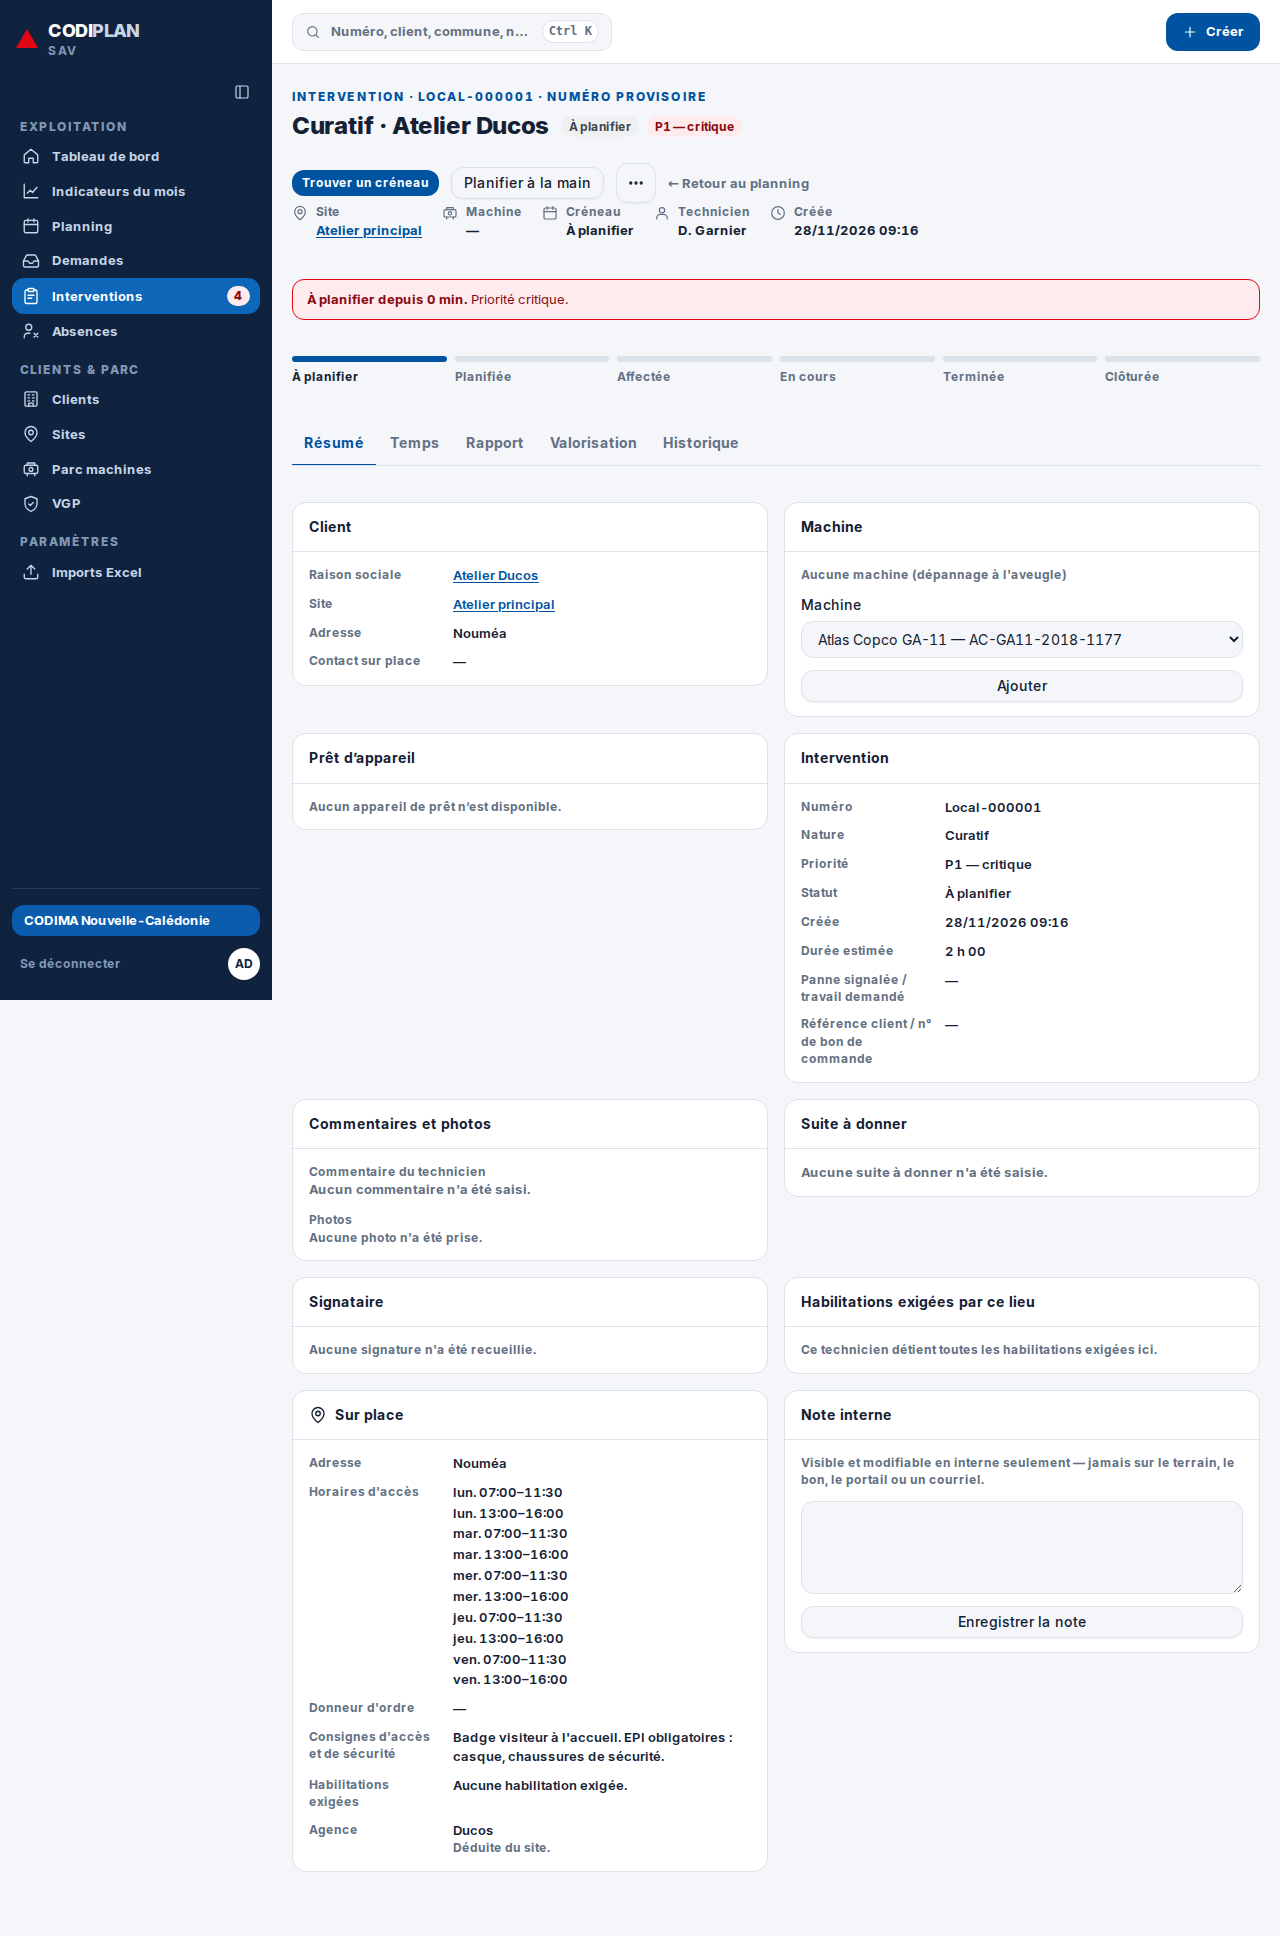 CODIPLAN
SAV
EXPLOITATION
Tableau de bord
Indicateurs du mois
Planning
Demandes
Interventions 4
Absences
CLIENTS & PARC
Clients
Sites
Parc machines
VGP
PARAMÈTRES
Imports Excel
CODIMA Nouvelle-Calédonie
Se déconnecter AD
Numéro, client, commune, n… Ctrl K
Créer
INTERVENTION · LOCAL-000001 · NUMÉRO PROVISOIRE
Curatif · Atelier Ducos À planifier P1 — critique
Trouver un créneau Planifier à la main ••• ← Retour au planning
Site Machine Créneau Technicien Créée
Atelier principal — À planifier D. Garnier 28/11/2026 09:16
À planifier depuis 0 min. Priorité critique.
À planifier Planifiée Affectée En cours Terminée Clôturée
Résumé Temps Rapport Valorisation Historique
Client
Raison sociale Atelier Ducos
Site Atelier principal
Adresse Nouméa
Contact sur place —
Machine
Aucune machine (dépannage à l'aveugle)
Machine
Atlas Copco GA-11 — AC-GA11-2018-1177
Ajouter
Prêt d’appareil
Aucun appareil de prêt n’est disponible.
Intervention
Numéro Local-000001
Nature Curatif
Priorité P1 — critique
Statut À planifier
Créée 28/11/2026 09:16
Durée estimée 2 h 00
Panne signalée / —
travail demandé
Référence client / n° —
de bon de
commande
Commentaires et photos
Commentaire du technicien
Aucun commentaire n'a été saisi.
Photos
Aucune photo n'a été prise.
Suite à donner
Aucune suite à donner n'a été saisie.
Signataire
Aucune signature n'a été recueillie.
Habilitations exigées par ce lieu
Ce technicien détient toutes les habilitations exigées ici.
Sur place
Adresse Nouméa
Horaires d'accès lun. 07:00–11:30
lun. 13:00–16:00
mar. 07:00–11:30
mar. 13:00–16:00
mer. 07:00–11:30
mer. 13:00–16:00
jeu. 07:00–11:30
jeu. 13:00–16:00
ven. 07:00–11:30
ven. 13:00–16:00
Donneur d'ordre —
Consignes d'accès Badge visiteur à l'accueil. EPI obligatoires :
et de sécurité casque, chaussures de sécurité.
Habilitations Aucune habilitation exigée.
exigées
Agence Ducos
Déduite du site.
Note interne
Visible et modifiable en interne seulement — jamais sur le terrain, le
bon, le portail ou un courriel.
Enregistrer la note